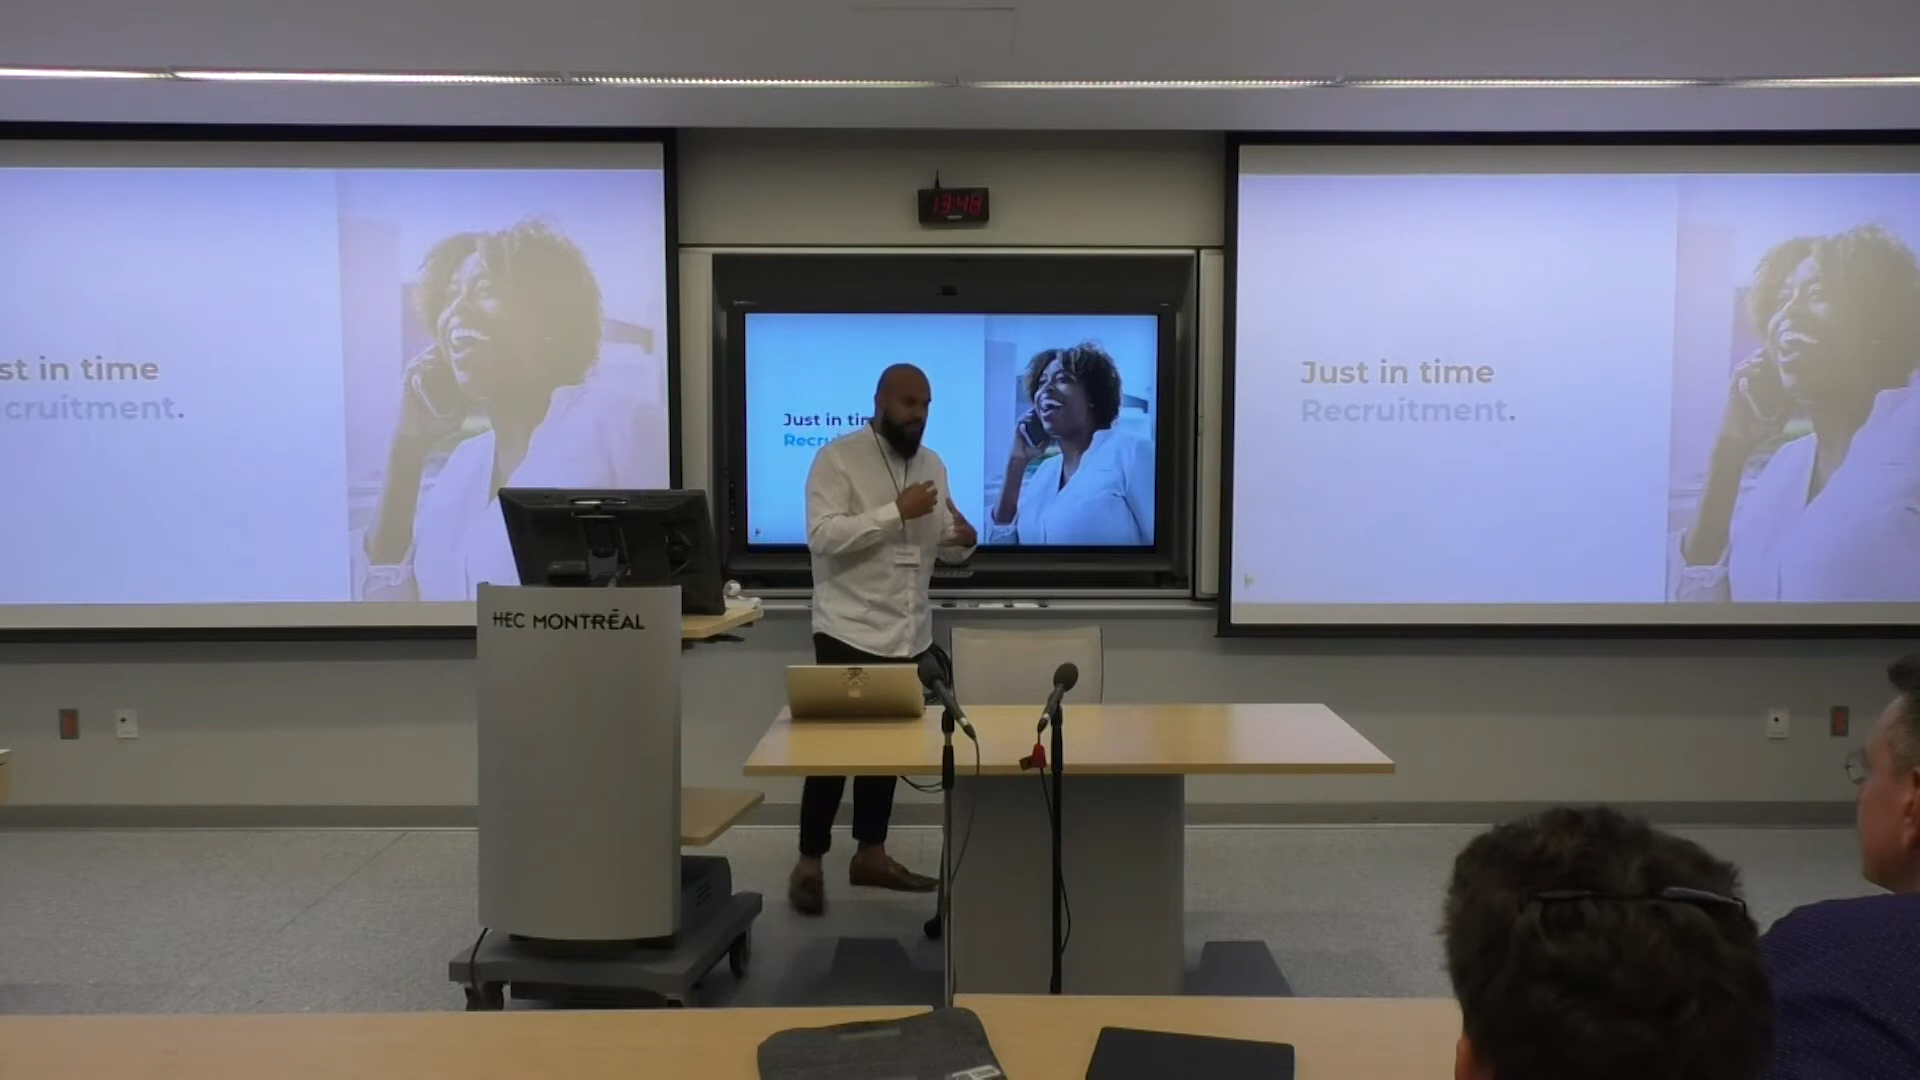 13:48
st in time
cruitment.
Just in tim
Recru
Just in time
Recruitment.
HEC MONTRÉAL